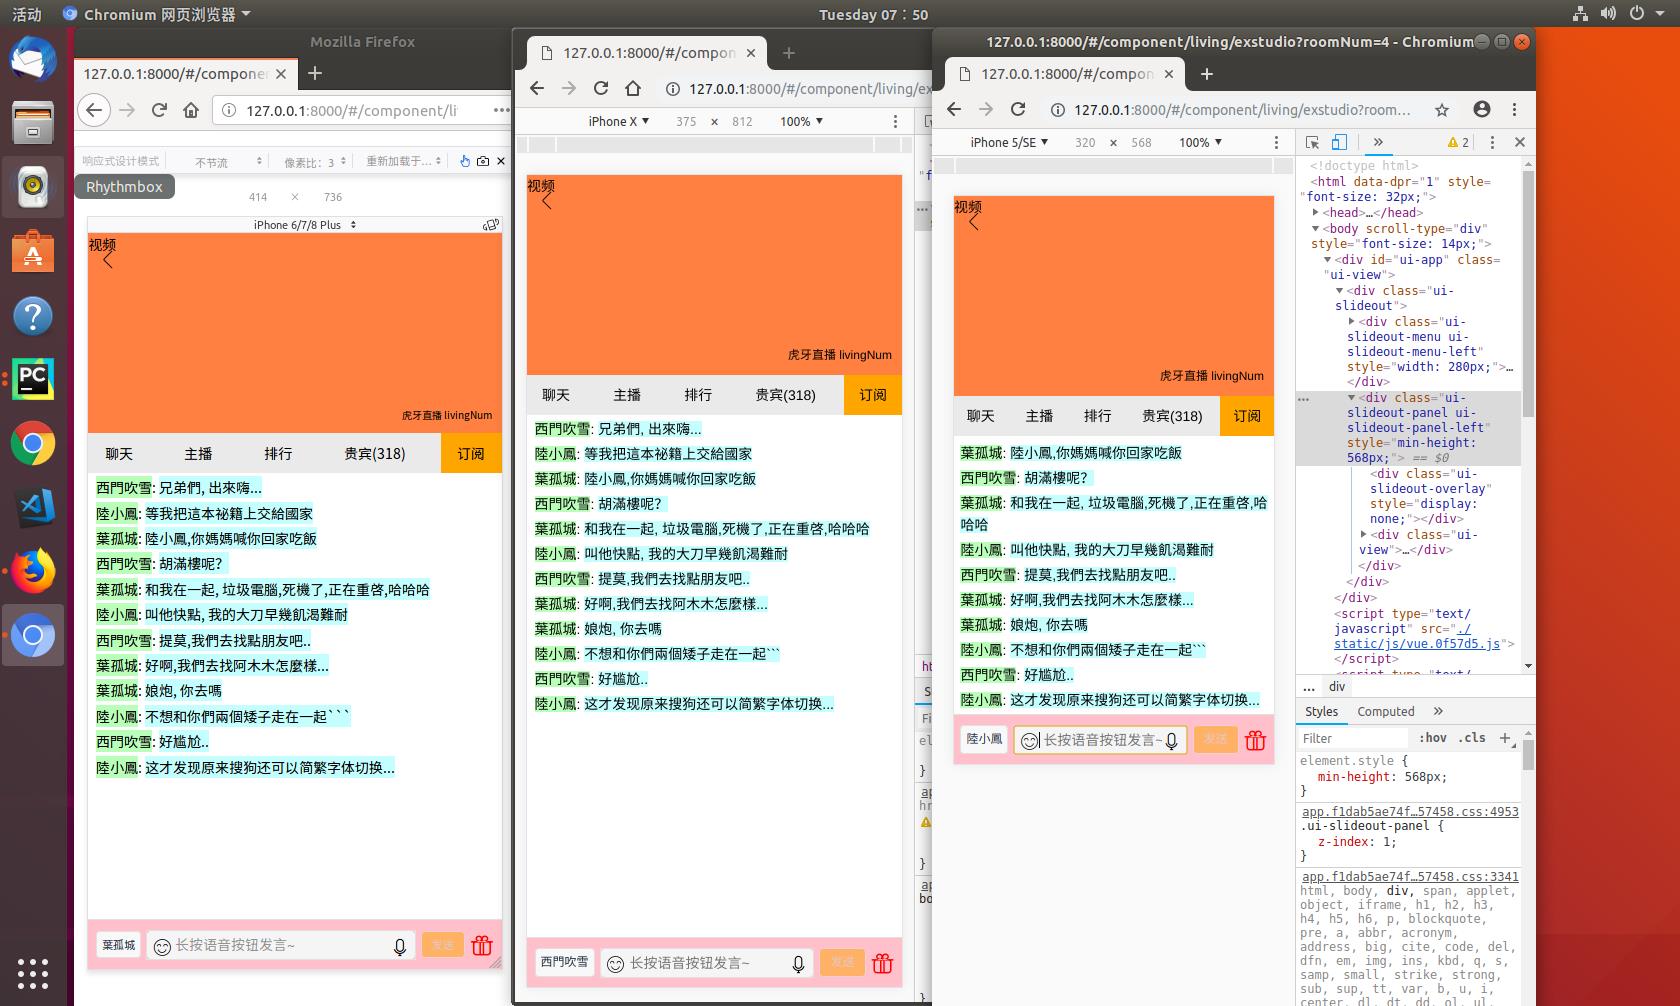 活动
Chromium 网页浏览器
Tuesday 07：50
Mozilla Firefox
127.0.0.1:8000/#/compone
127.0.0.1:8000/#/component/li
响应式设计模式
不节流
像素比: 3
重新加载于...
Rhythmbox
414 × 736
iPhone 6/7/8 Plus
视频
虎牙直播 livingNum
聊天 主播 排行 贵宾(318) 订阅
西門吹雪: 兄弟們, 出來嗨...
陸小鳳: 等我把這本祕籍上交給國家
葉孤城: 陸小鳳,你媽媽喊你回家吃飯
西門吹雪: 胡滿樓呢?
葉孤城: 和我在一起, 垃圾電腦,死機了,正在重啓,哈哈哈
陸小鳳: 叫他快點, 我的大刀早幾飢渴難耐
西門吹雪: 提莫,我們去找點朋友吧..
葉孤城: 好啊,我們去找阿木木怎麼樣...
葉孤城: 娘炮, 你去嗎
陸小鳳: 不想和你們兩個矮子走在一起```
西門吹雪: 好尷尬..
陸小鳳: 这才发现原来搜狗还可以简繁字体切换...
葉孤城 长按语音按钮发言~ 发送
127.0.0.1:8000/#/compon
127.0.0.1:8000/#/component/living/ex
iPhone X 375 × 812 100%
视频
虎牙直播 livingNum
聊天 主播 排行 贵宾(318) 订阅
西門吹雪: 兄弟們, 出來嗨...
陸小鳳: 等我把這本祕籍上交給國家
葉孤城: 陸小鳳,你媽媽喊你回家吃飯
西門吹雪: 胡滿樓呢?
葉孤城: 和我在一起, 垃圾電腦,死機了,正在重啓,哈哈哈
陸小鳳: 叫他快點, 我的大刀早幾飢渴難耐
西門吹雪: 提莫,我們去找點朋友吧..
葉孤城: 好啊,我們去找阿木木怎麼樣...
葉孤城: 娘炮, 你去嗎
陸小鳳: 不想和你們兩個矮子走在一起```
西門吹雪: 好尷尬..
陸小鳳: 这才发现原来搜狗还可以简繁字体切换...
西門吹雪 长按语音按钮发言~ 发送
127.0.0.1:8000/#/component/living/exstudio?roomNum=4 - Chromium
127.0.0.1:8000/#/compon
127.0.0.1:8000/#/component/living/exstudio?room...
iPhone 5/SE 320 × 568 100%
视频
虎牙直播 livingNum
聊天 主播 排行 贵宾(318) 订阅
葉孤城: 陸小鳳,你媽媽喊你回家吃飯
西門吹雪: 胡滿樓呢?
葉孤城: 和我在一起, 垃圾電腦,死機了,正在重啓,哈
哈哈
陸小鳳: 叫他快點, 我的大刀早幾飢渴難耐
西門吹雪: 提莫,我們去找點朋友吧..
葉孤城: 好啊,我們去找阿木木怎麼樣...
葉孤城: 娘炮, 你去嗎
陸小鳳: 不想和你們兩個矮子走在一起```
西門吹雪: 好尷尬..
陸小鳳: 这才发现原来搜狗还可以简繁字体切换...
陸小鳳 长按语音按钮发言~ 发送
2
<!doctype html>
<html data-dpr="1" style=
"font-size: 32px;">
<head>…</head>
<body scroll-type="div"
style="font-size: 14px;">
<div id="ui-app" class=
"ui-view">
<div class="ui-
slideout">
<div class="ui-
slideout-menu ui-
slideout-menu-left"
style="width: 280px;">…
</div>
<div class="ui-
slideout-panel ui-
slideout-panel-left"
style="min-height:
568px;"> == $0
<div class="ui-
slideout-overlay"
style="display:
none;"></div>
<div class="ui-
view">…</div>
</div>
</div>
</div>
<script type="text/
javascript" src="./
static/js/vue.0f57d5.js">
</script>
<script type="text/
... div
Styles Computed
Filter :hov .cls
element.style {
min-height: 568px;
}
app.f1dab5ae74f…57458.css:4953
.ui-slideout-panel {
z-index: 1;
}
app.f1dab5ae74f…57458.css:3341
html, body, div, span, applet,
object, iframe, h1, h2, h3,
h4, h5, h6, p, blockquote,
pre, a, abbr, acronym,
address, big, cite, code, del,
dfn, em, img, ins, kbd, q, s,
samp, small, strike, strong,
sub, sup, tt, var, b, u, i,
center, dl, dt, dd, ol, ul,